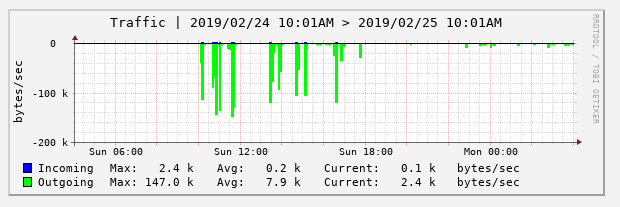 Traffic | 2019/02/24 10:01AM > 2019/02/25 10:01AM
RRDTOOL / TOBI OETIKER
bytes/sec
0
-100 k
-200 k
Sun 06:00 Sun 12:00 Sun 18:00 Mon 00:00
Incoming Max: 2.4 k Avg: 0.2 k Current: 0.1 k bytes/sec
Outgoing Max: 147.0 k Avg: 7.9 k Current: 2.4 k bytes/sec